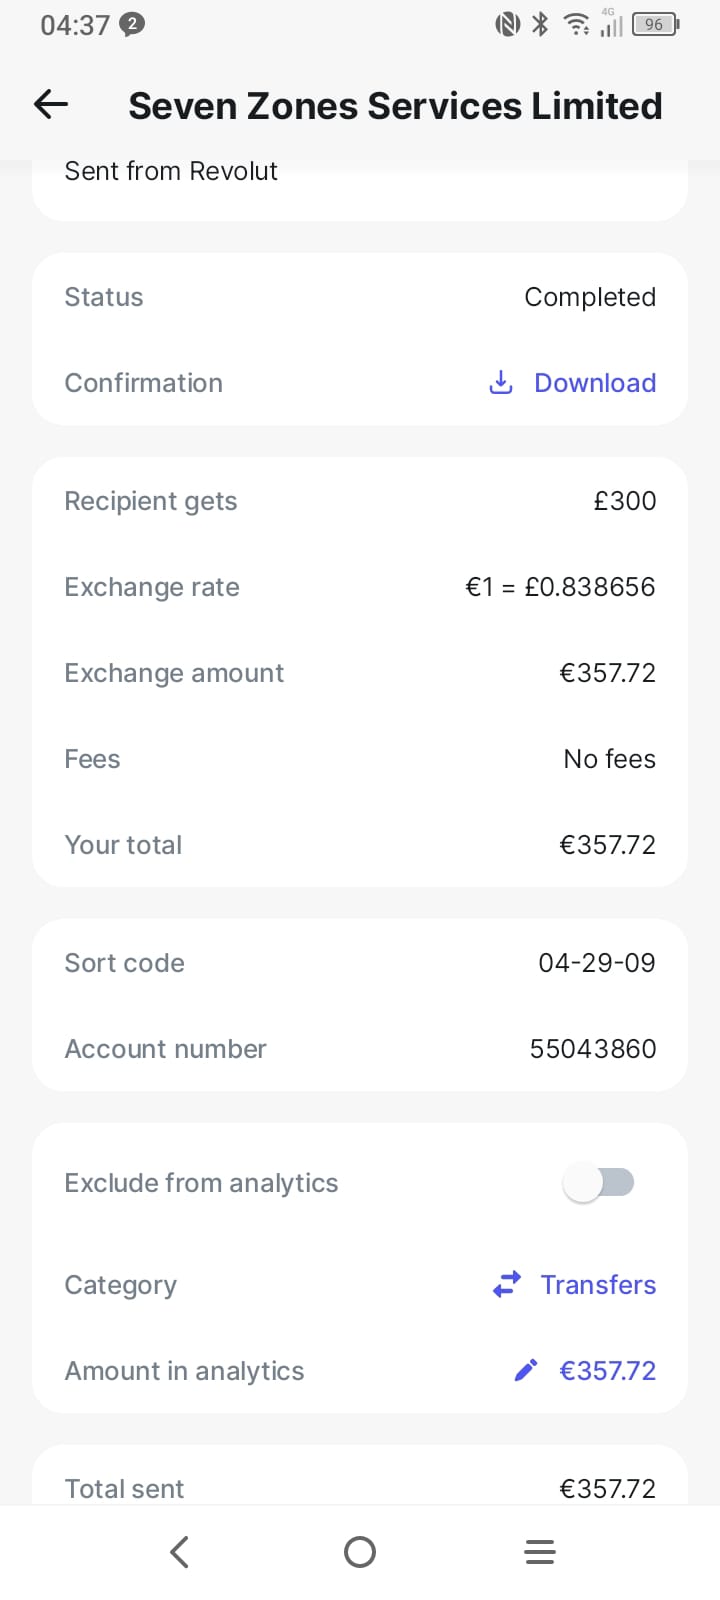 04:37 2 4G 96
Seven Zones Services Limited
Sent from Revolut
Status Completed
Confirmation Download
Recipient gets £300
Exchange rate €1 = £0.838656
Exchange amount €357.72
Fees No fees
Your total €357.72
Sort code 04-29-09
Account number 55043860
Exclude from analytics
Category Transfers
Amount in analytics €357.72
Total sent €357.72